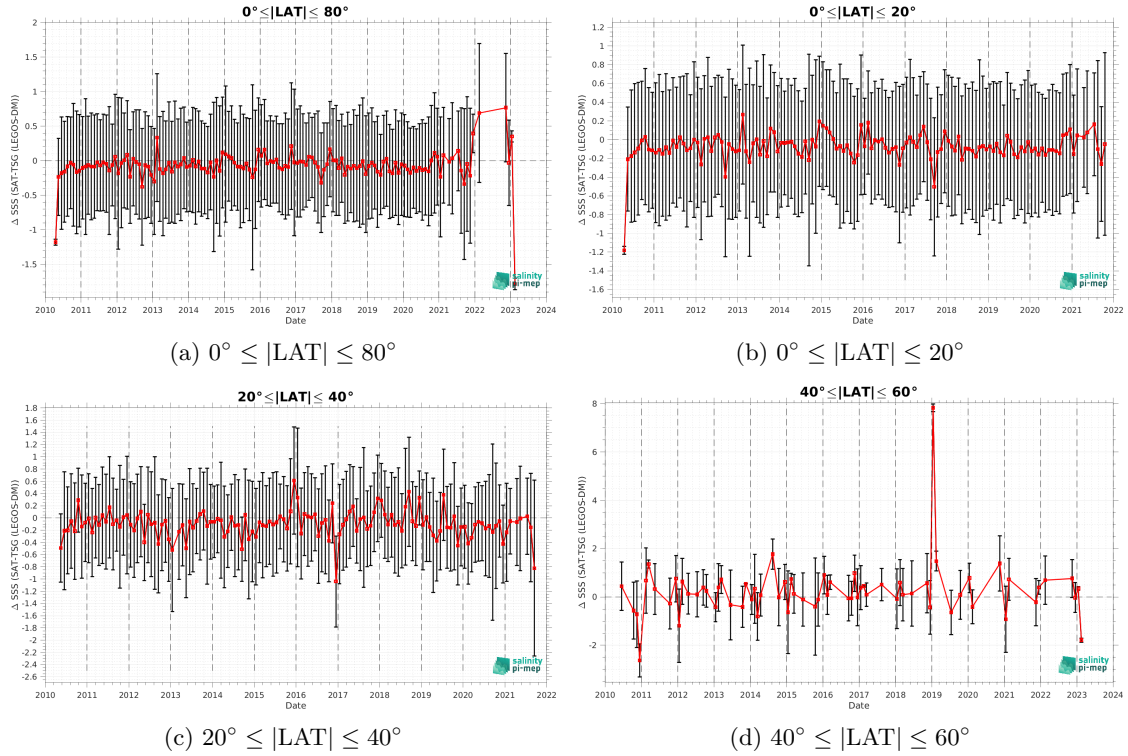 0°≤|LAT|≤ 80°
2
1.5
1
0.5
0
-0.5
-1
-1.5
Δ SSS (SAT-TSG (LEGOS-DM))
2010 2011 2012 2013 2014 2015 2016 2017 2018 2019 2020 2021 2022 2023 2024
Date
salinity
pi-mep
(a) 0° ≤ |LAT| ≤ 80°
0°≤|LAT|≤ 20°
1.2
1
0.8
0.6
0.4
0.2
0
-0.2
-0.4
-0.6
-0.8
-1
-1.2
-1.4
-1.6
Δ SSS (SAT-TSG (LEGOS-DM))
2010 2011 2012 2013 2014 2015 2016 2017 2018 2019 2020 2021 2022
Date
salinity
pi-mep
(b) 0° ≤ |LAT| ≤ 20°
20°≤|LAT|≤ 40°
1.8
1.6
1.4
1.2
1
0.8
0.6
0.4
0.2
0
-0.2
-0.4
-0.6
-0.8
-1
-1.2
-1.4
-1.6
-1.8
-2
-2.2
-2.4
-2.6
Δ SSS (SAT-TSG (LEGOS-DM))
2010 2011 2012 2013 2014 2015 2016 2017 2018 2019 2020 2021 2022
Date
salinity
pi-mep
(c) 20° ≤ |LAT| ≤ 40°
40°≤|LAT|≤ 60°
8
6
4
2
0
-2
Δ SSS (SAT-TSG (LEGOS-DM))
2010 2011 2012 2013 2014 2015 2016 2017 2018 2019 2020 2021 2022 2023 2024
Date
salinity
pi-mep
(d) 40° ≤ |LAT| ≤ 60°